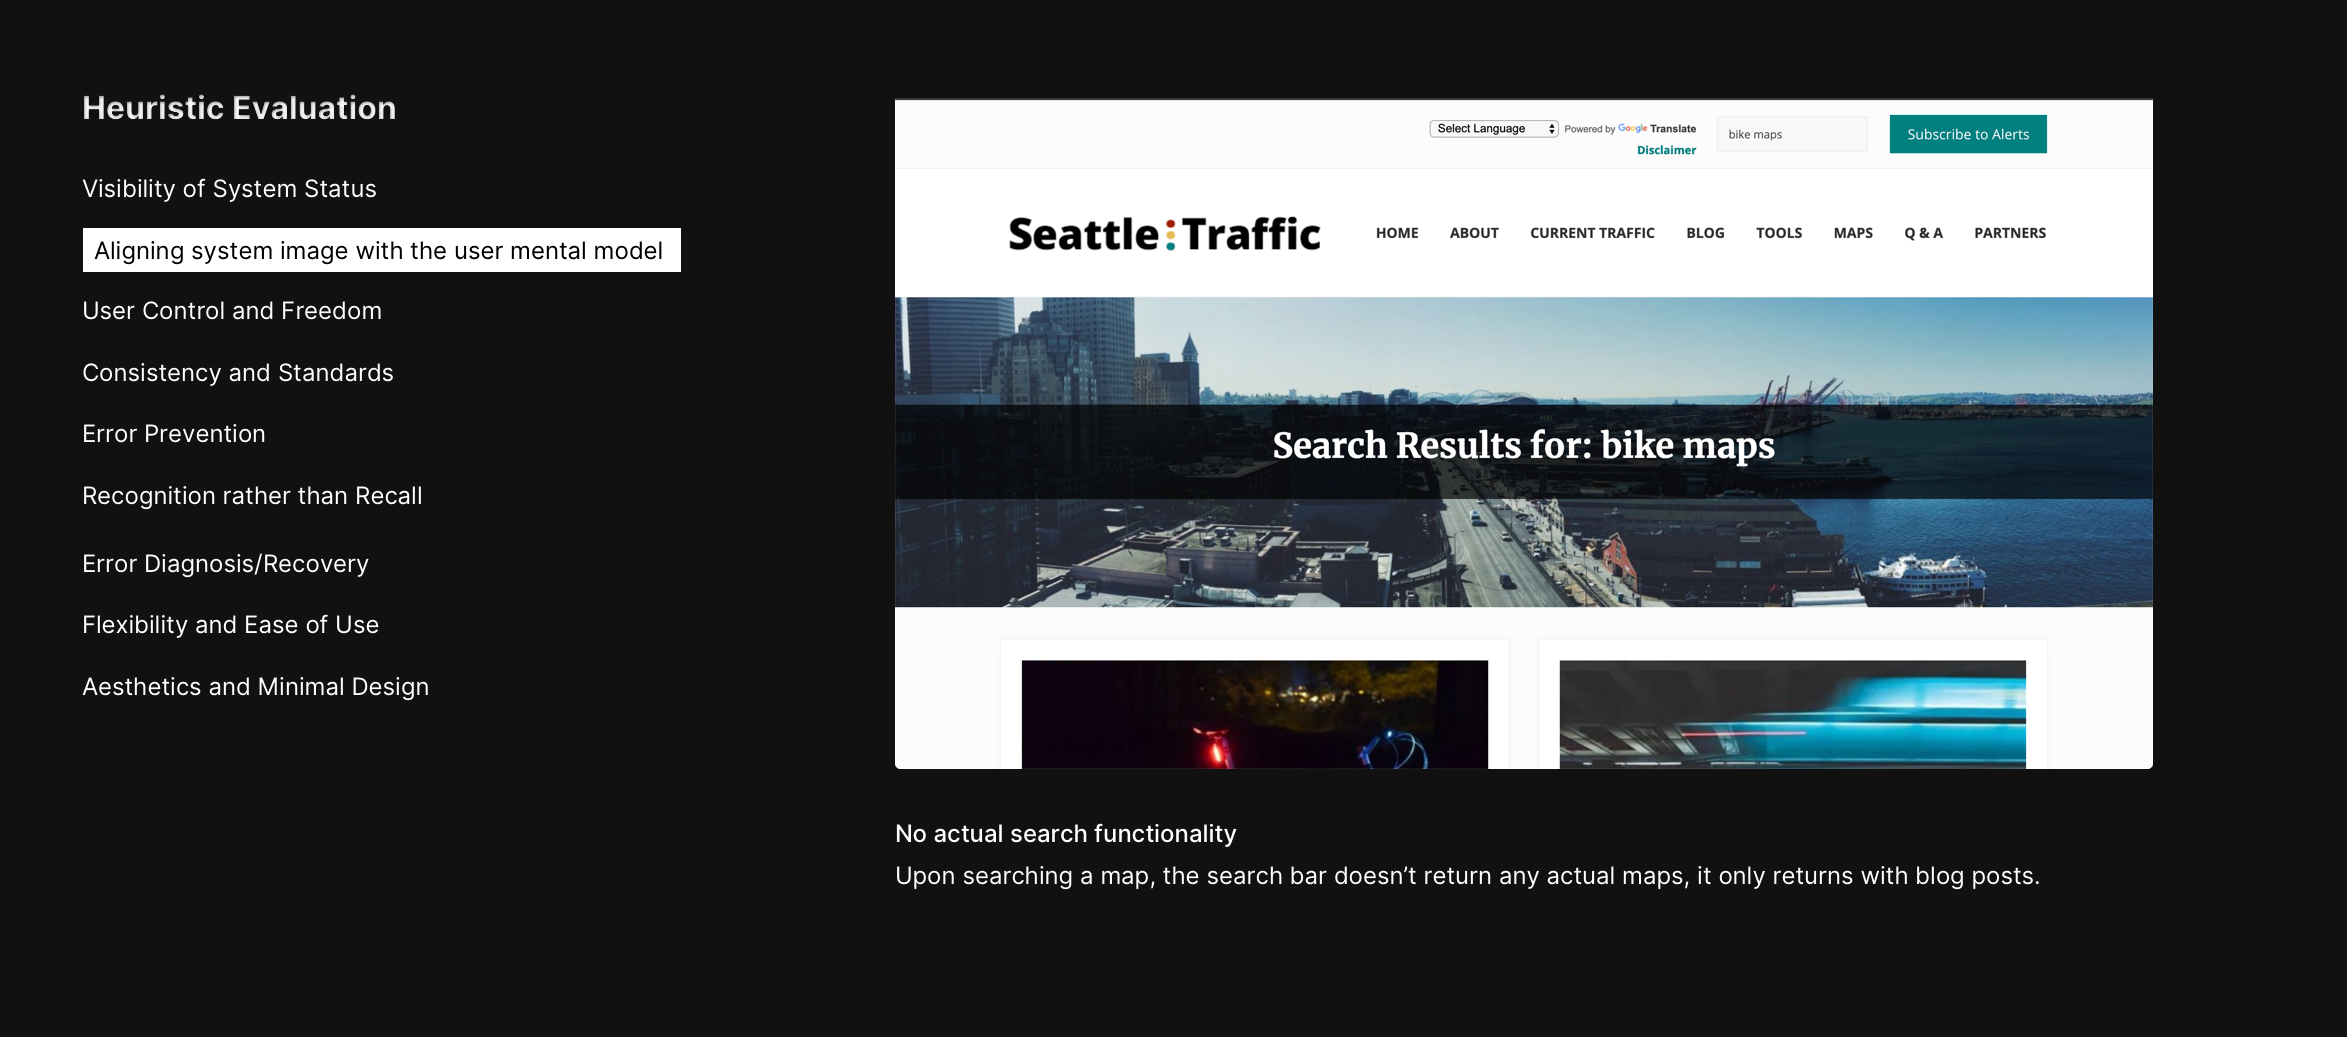 Heuristic Evaluation
Visibility of System Status
Aligning system image with the user mental model
User Control and Freedom
Consistency and Standards
Error Prevention
Recognition rather than Recall
Error Diagnosis/Recovery
Flexibility and Ease of Use
Aesthetics and Minimal Design
Select Language Powered by Google Translate
Disclaimer
bike maps
Subscribe to Alerts
Seattle Traffic
HOME ABOUT CURRENT TRAFFIC BLOG TOOLS MAPS Q & A PARTNERS
Search Results for: bike maps
No actual search functionality
Upon searching a map, the search bar doesn’t return any actual maps, it only returns with blog posts.